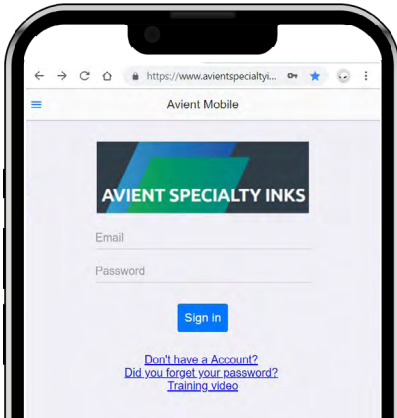 https://www.avientspecialtyi...
Avient Mobile
AVIENT SPECIALTY INKS
Email
Password
Sign in
Don't have a Account?
Did you forget your password?
Training video